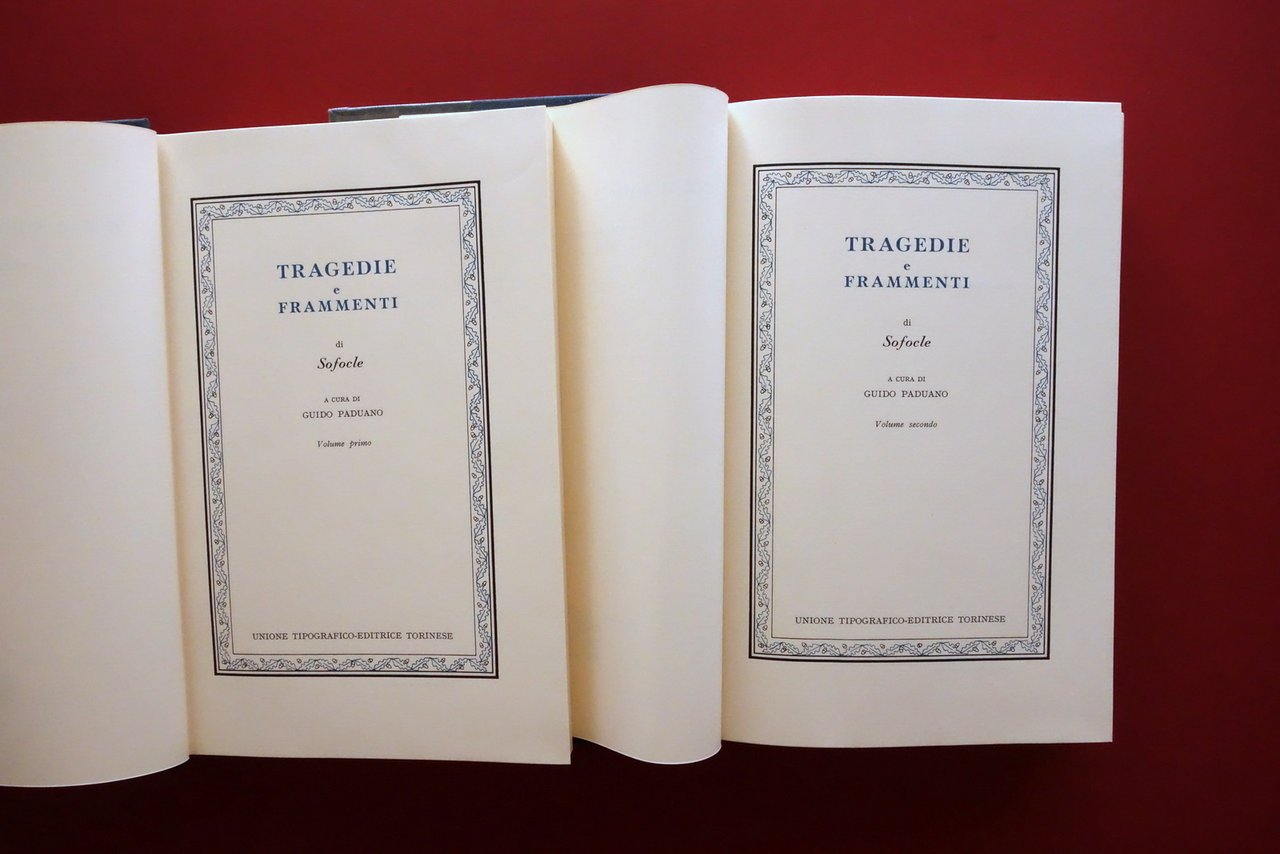 TRAGEDIE
e
FRAMMENTI
di
Sofocle
A CURA DI
GUIDO PADUANO
Volume primo
UNIONE TIPOGRAFICO-EDITRICE TORINESE
TRAGEDIE
e
FRAMMENTI
di
Sofocle
A CURA DI
GUIDO PADUANO
Volume secondo
UNIONE TIPOGRAFICO-EDITRICE TORINESE